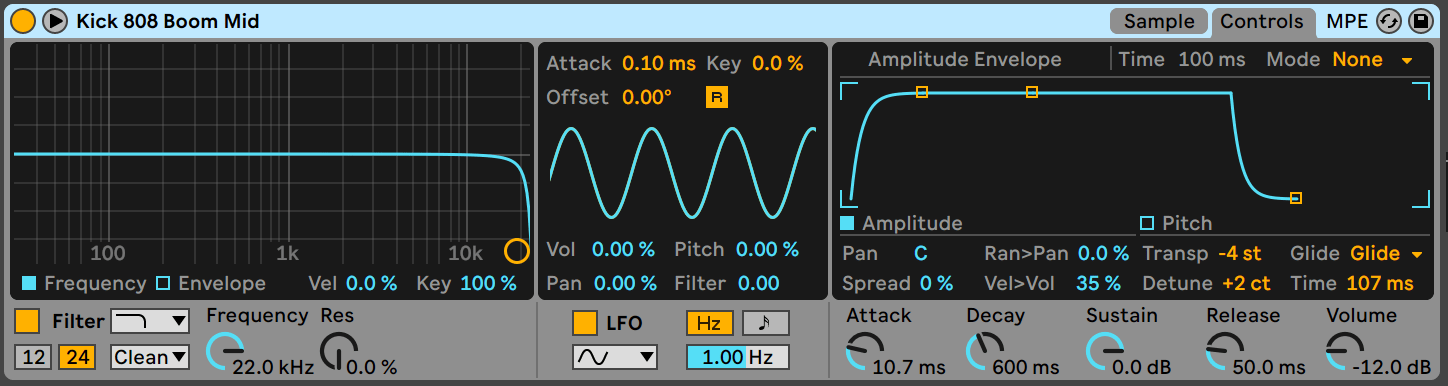 Kick 808 Boom Mid Sample Controls MPE
Attack 0.10 ms Key 0.0 %
Offset 0.00° R
Amplitude Envelope Time 100 ms Mode None
100 1k 10k
Frequency Envelope Vel 0.0 % Key 100 %
Vol 0.00 % Pitch 0.00 %
Pan 0.00 % Filter 0.00
Amplitude Pitch
Pan C Ran>Pan 0.0 % Transp -4 st Glide Glide
Spread 0 % Vel>Vol 35 % Detune +2 ct Time 107 ms
Filter Frequency Res
12 24 Clean 22.0 kHz 0.0 %
LFO Hz
1.00 Hz
Attack Decay Sustain Release Volume
10.7 ms 600 ms 0.0 dB 50.0 ms -12.0 dB